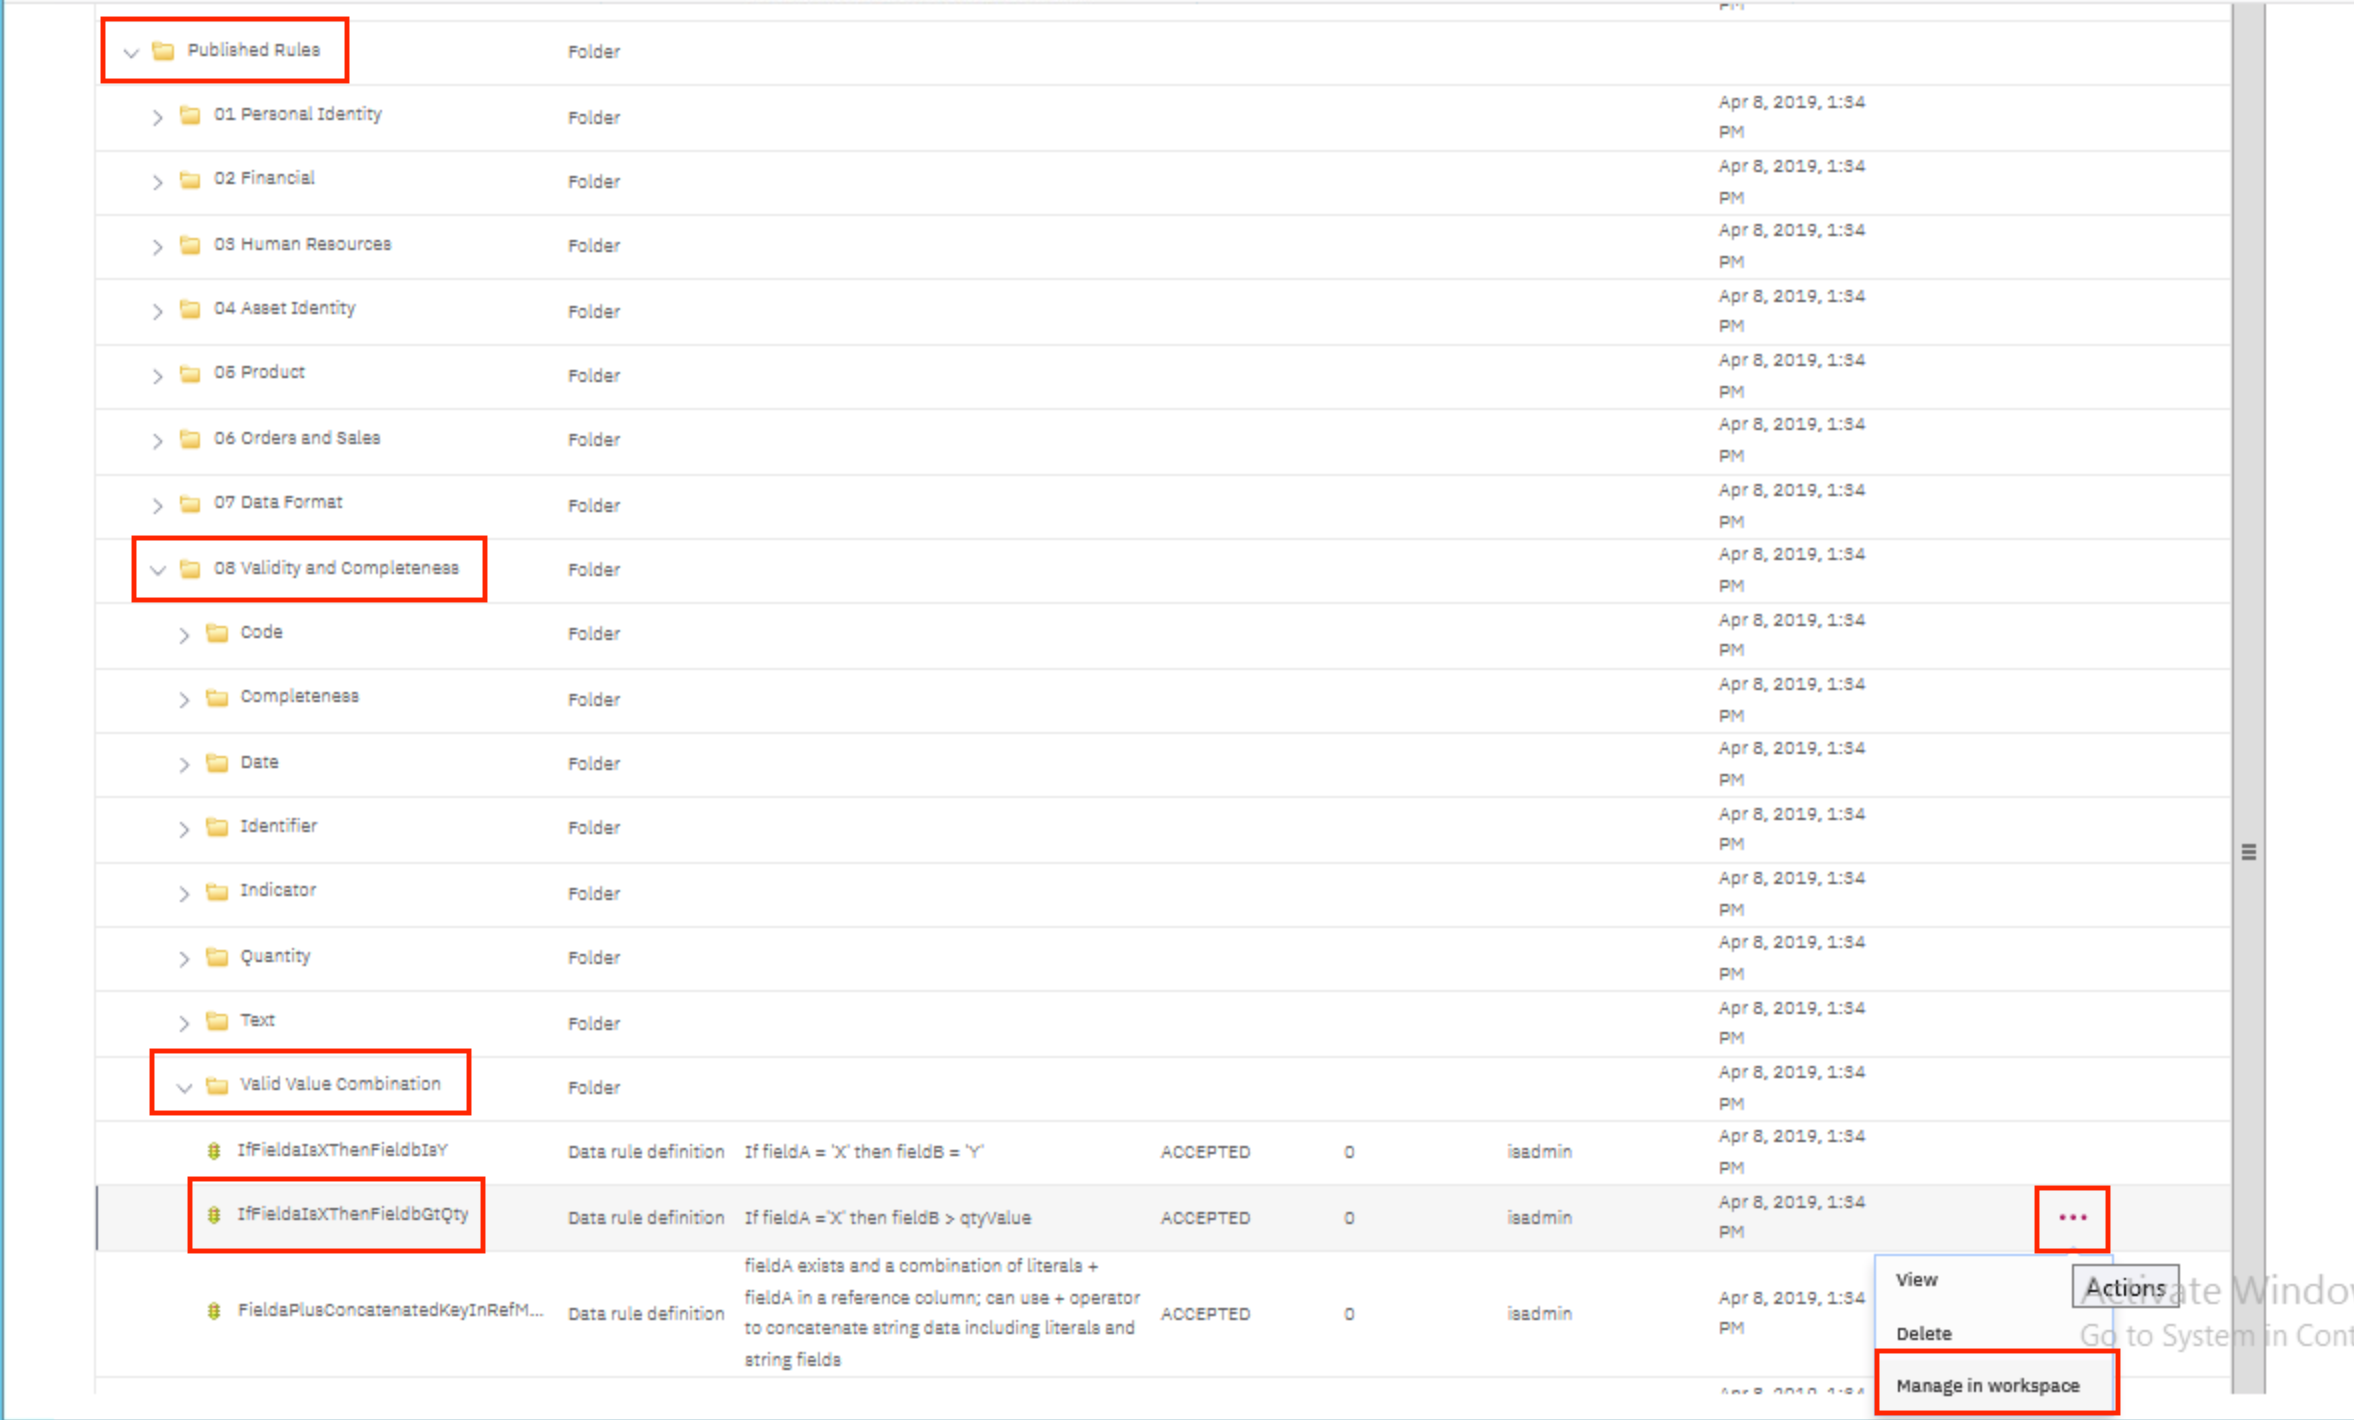 PM
Published Rules Folder
01 Personal Identity Folder Apr 8, 2019, 1:34
PM
02 Financial Folder Apr 8, 2019, 1:34
PM
03 Human Resources Folder Apr 8, 2019, 1:34
PM
04 Asset Identity Folder Apr 8, 2019, 1:34
PM
05 Product Folder Apr 8, 2019, 1:34
PM
06 Orders and Sales Folder Apr 8, 2019, 1:34
PM
07 Data Format Folder Apr 8, 2019, 1:34
PM
08 Validity and Completeness Folder Apr 8, 2019, 1:34
PM
Code Folder Apr 8, 2019, 1:34
PM
Completeness Folder Apr 8, 2019, 1:34
PM
Date Folder Apr 8, 2019, 1:34
PM
Identifier Folder Apr 8, 2019, 1:34
PM
Indicator Folder Apr 8, 2019, 1:34
PM
Quantity Folder Apr 8, 2019, 1:34
PM
Text Folder Apr 8, 2019, 1:34
PM
Valid Value Combination Folder Apr 8, 2019, 1:34
PM
IfFieldaIsXThenFieldbIsY Data rule definition If fieldA = 'X' then fieldB = 'Y' ACCEPTED 0 isadmin Apr 8, 2019, 1:34
PM
IfFieldaIsXThenFieldbGtQty Data rule definition If fieldA ='X' then fieldB > qtyValue ACCEPTED 0 isadmin Apr 8, 2019, 1:34
PM
...
FieldaPlusConcatenatedKeyInRefM... Data rule definition
fieldA exists and a combination of literals +
fieldA in a reference column; can use + operator
to concatenate string data including literals and
string fields
ACCEPTED 0 isadmin Apr 8, 2019, 1:34
PM
View
Actions
Delete
Manage in workspace
Activate Window
Go to System in Cont
Apr 8, 2019, 1:34